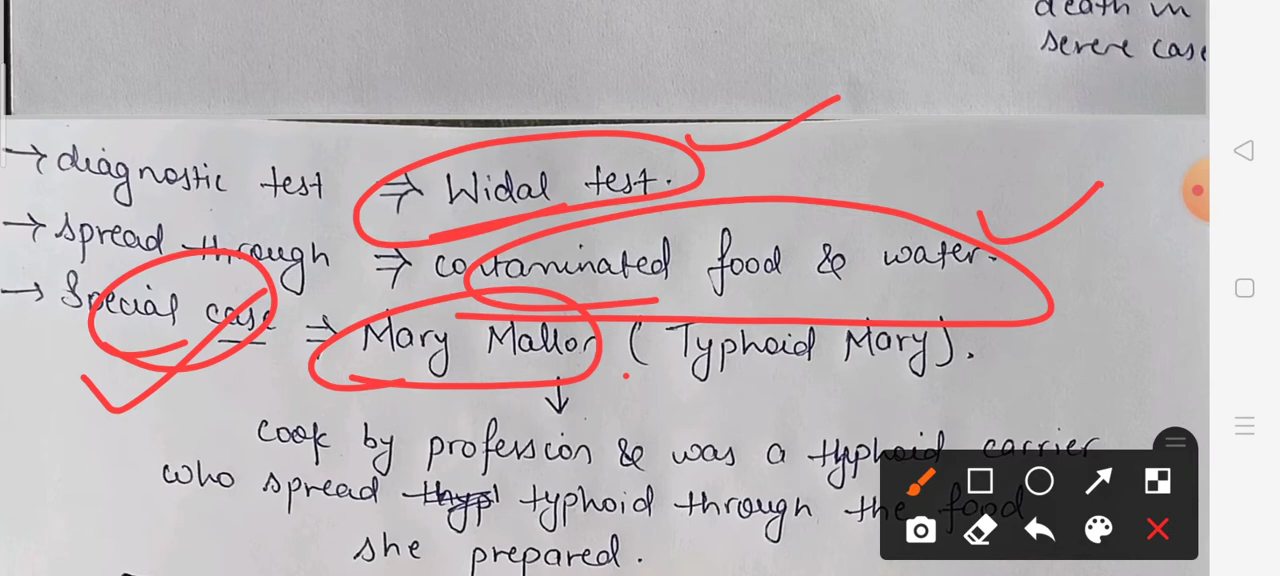 death in
severe case
→ diagnostic test ⇒ Widal test.
→ spread through ⇒ contaminated food & water.
→ Special case ⇒ Mary Mallon (Typhoid Mary).
↓
cook by profession & was a typhoid carrier
who spread typhoid through the food
she prepared.